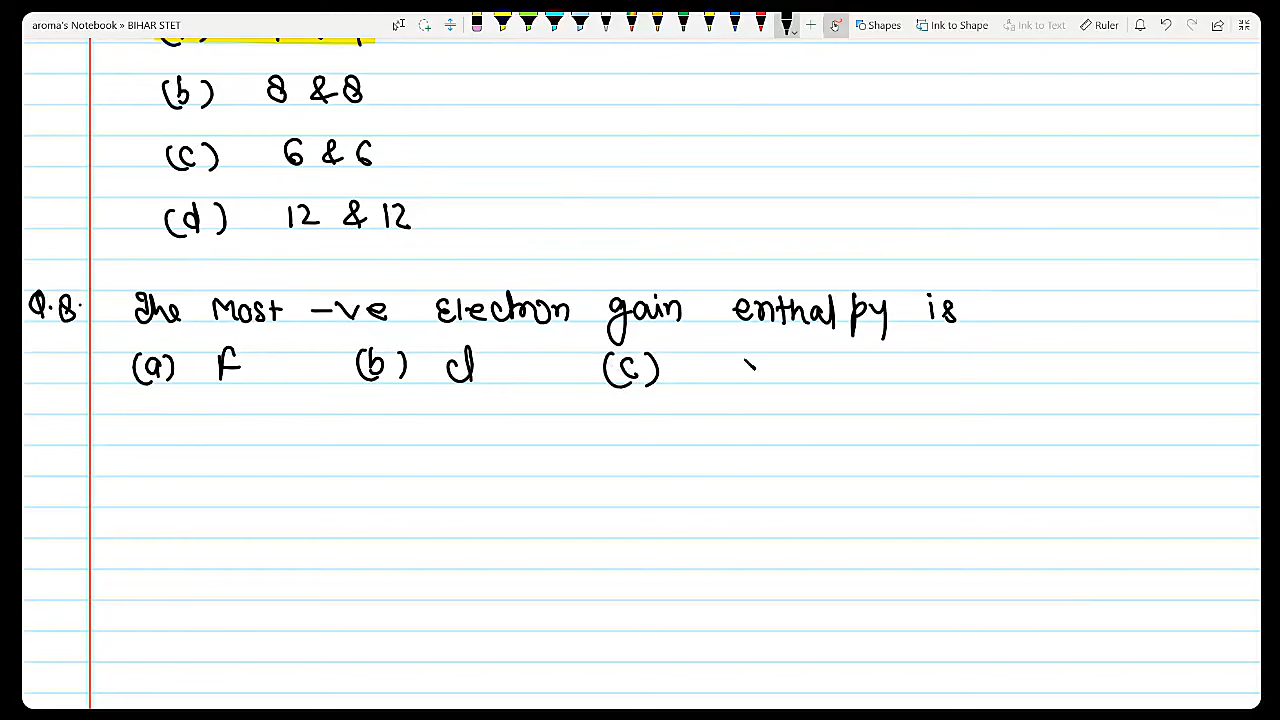 aroma's Notebook » BIHAR STET
Shapes Ink to Shape Ink to Text Ruler
(b) 8 & 8
(c) 6 & 6
(d) 12 & 12
Q.8. The Most -ve Electron gain enthalpy is
(a) F (b) Cl (c)